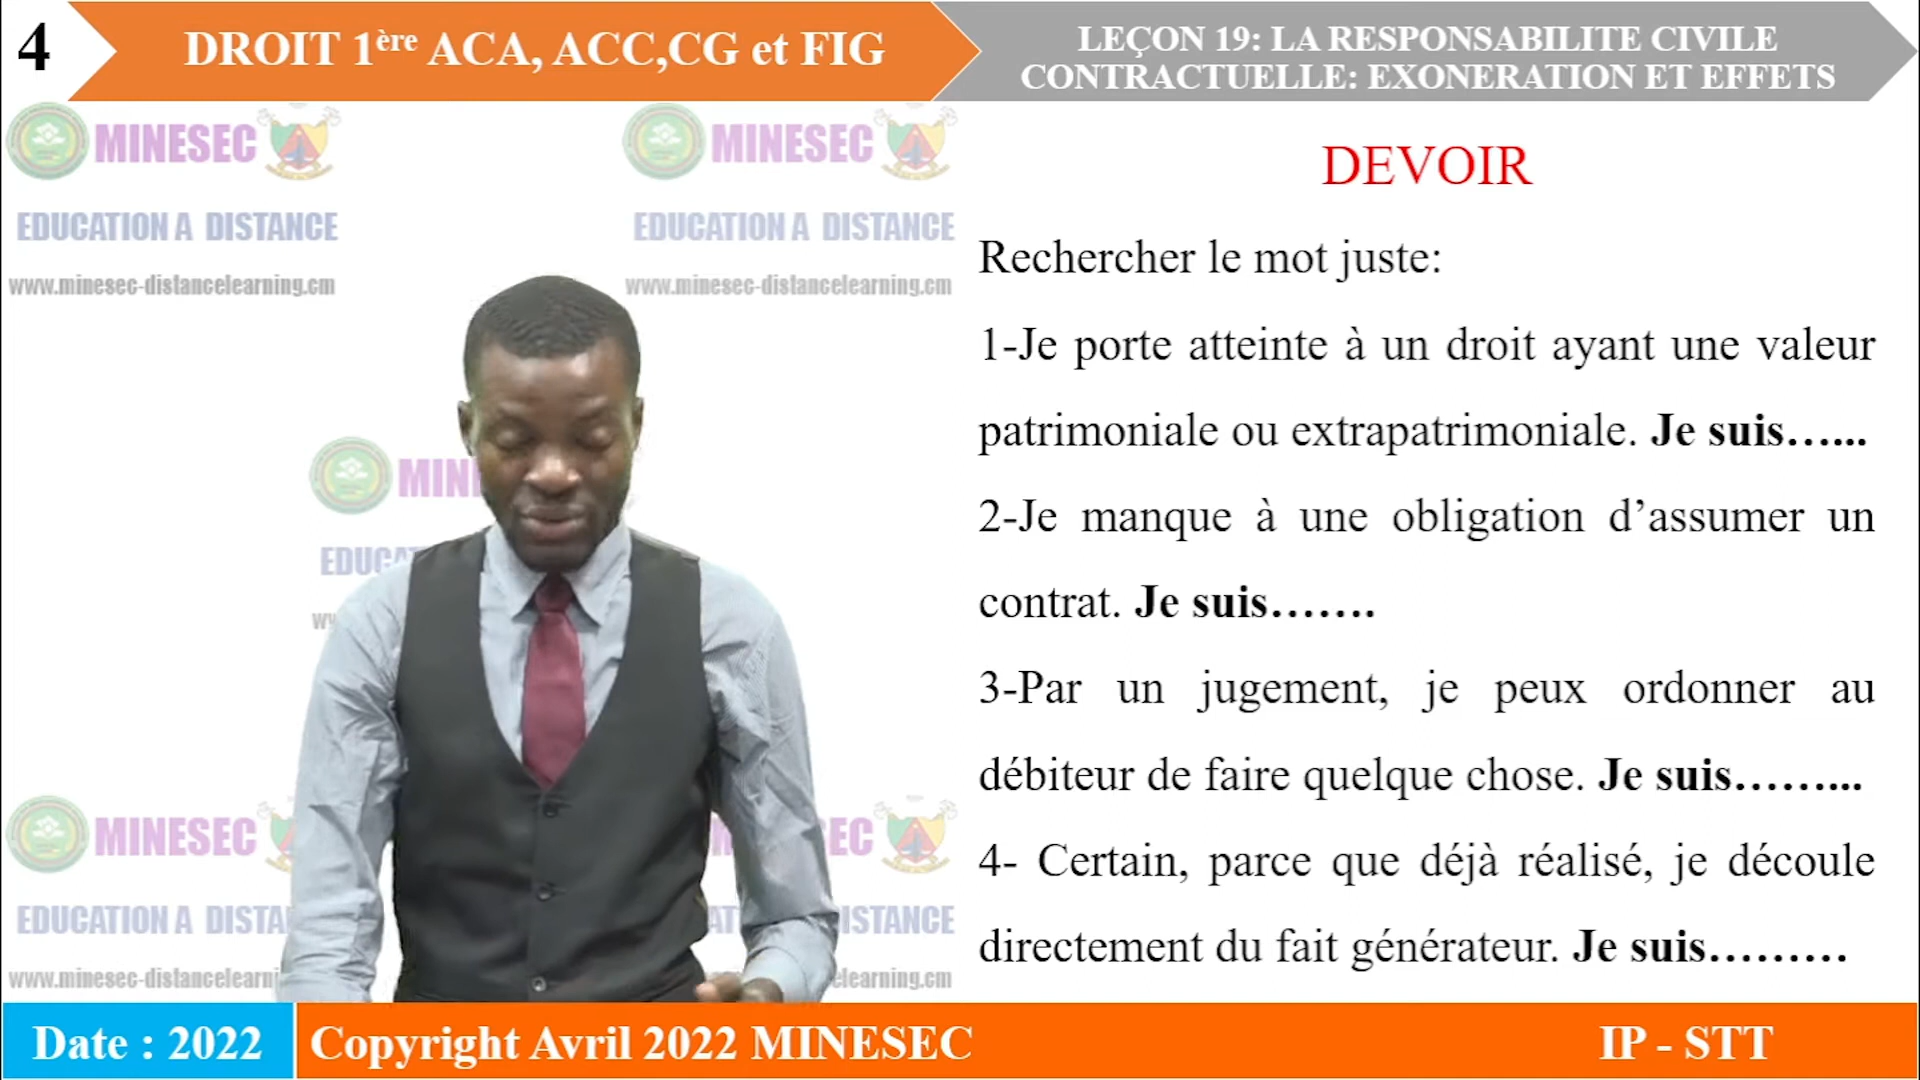 4
DROIT 1ère ACA, ACC,CG et FIG
LEÇON 19: LA RESPONSABILITE CIVILE
CONTRACTUELLE: EXONERATION ET EFFETS
MINESEC
MINESEC
EDUCATION A DISTANCE
EDUCATION A DISTANCE
www.minesec-distancelearning.cm
www.minesec-distancelearning.cm
DEVOIR
Rechercher le mot juste:
1-Je porte atteinte à un droit ayant une valeur
patrimoniale ou extrapatrimoniale. Je suis…...
2-Je manque à une obligation d’assumer un
contrat. Je suis…….
3-Par un jugement, je peux ordonner au
débiteur de faire quelque chose. Je suis……...
4- Certain, parce que déjà réalisé, je découle
directement du fait générateur. Je suis………
MINESEC
Date : 2022
Copyright Avril 2022 MINESEC
IP - STT